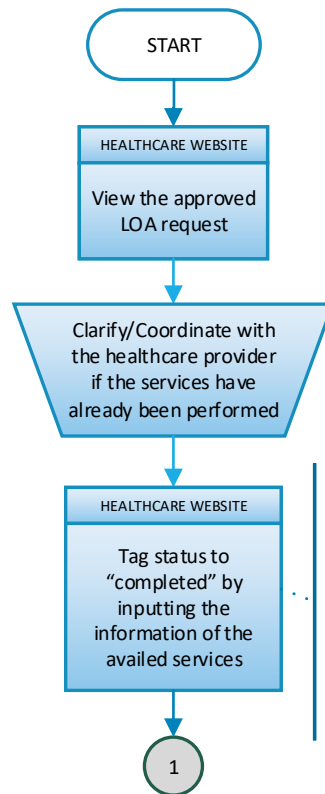 START
HEALTHCARE WEBSITE
View the approved
LOA request
Clarify/Coordinate with
the healthcare provider
if the services have
already been performed
HEALTHCARE WEBSITE
Tag status to
“completed” by
inputting the
information of the
availed services
1